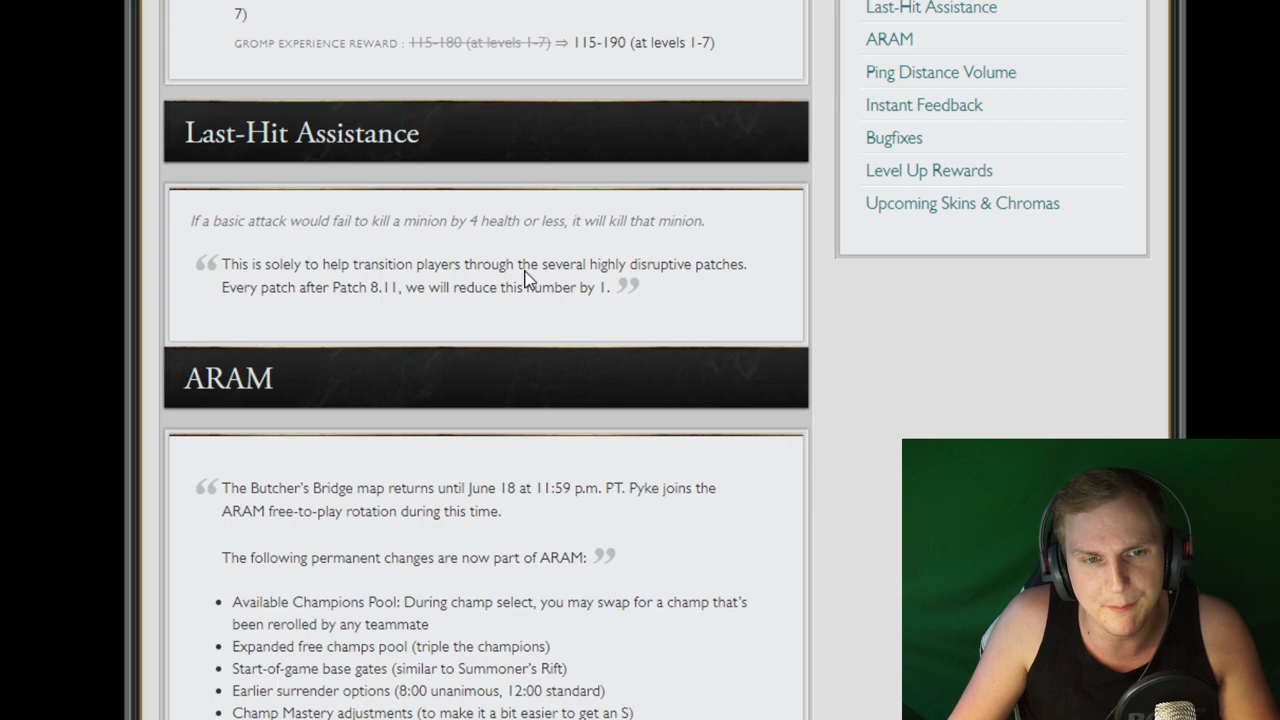 7)
GROMP EXPERIENCE REWARD : 115-180 (at levels 1-7) ⇒ 115-190 (at levels 1-7)
Last-Hit Assistance
If a basic attack would fail to kill a minion by 4 health or less, it will kill that minion.
“ This is solely to help transition players through the several highly disruptive patches.
Every patch after Patch 8.11, we will reduce this number by 1. ”
ARAM
“ The Butcher's Bridge map returns until June 18 at 11:59 p.m. PT. Pyke joins the
ARAM free-to-play rotation during this time.
The following permanent changes are now part of ARAM: ”
• Available Champions Pool: During champ select, you may swap for a champ that's
been rerolled by any teammate
• Expanded free champs pool (triple the champions)
• Start-of-game base gates (similar to Summoner's Rift)
• Earlier surrender options (8:00 unanimous, 12:00 standard)
• Champ Mastery adjustments (to make it a bit easier to get an S)
Last-Hit Assistance
ARAM
Ping Distance Volume
Instant Feedback
Bugfixes
Level Up Rewards
Upcoming Skins & Chromas